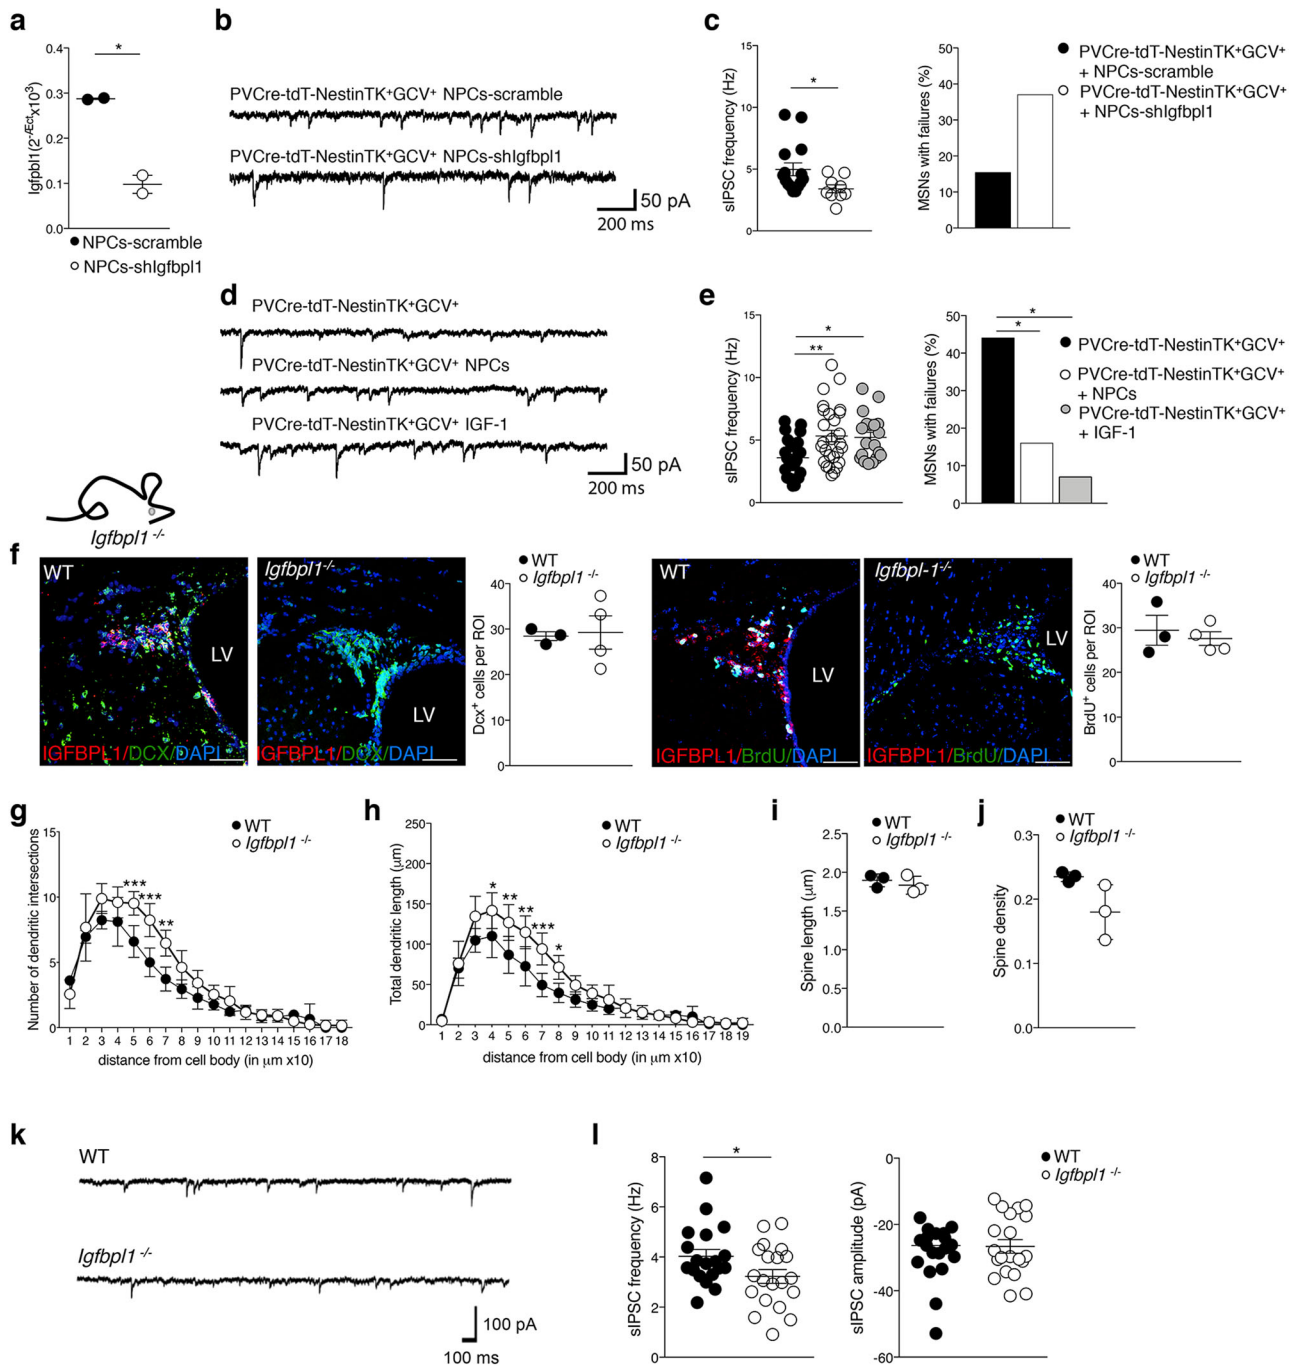 a
*
0.4
0.3
0.2
0.1
0.0
NPCs-scramble
NPCs-shIgfbpl1
b
PVCre-tdT-NestinTK⁺GCV⁺ NPCs-scramble
PVCre-tdT-NestinTK⁺GCV⁺ NPCs-shIgfbpl1
50 pA
200 ms
c
sIPSC frequency (Hz)
15
10
5
0
*
MSNs with failures (%)
50
40
30
20
10
0
PVCre-tdT-NestinTK⁺GCV⁺
+ NPCs-scramble
PVCre-tdT-NestinTK⁺GCV⁺
+ NPCs-shIgfbpl1
d
PVCre-tdT-NestinTK⁺GCV⁺
PVCre-tdT-NestinTK⁺GCV⁺ NPCs
PVCre-tdT-NestinTK⁺GCV⁺ IGF-1
50 pA
200 ms
e
sIPSC frequency (Hz)
15
10
5
0
*
**
MSNs with failures (%)
50
40
30
20
10
0
*
*
PVCre-tdT-NestinTK⁺GCV⁺
PVCre-tdT-NestinTK⁺GCV⁺
+ NPCs
PVCre-tdT-NestinTK⁺GCV⁺
+ IGF-1
Igfbpl1 -/-
f
WT
LV
IGFBPL1/DCX/DAPI
Igfbpl1-/-
LV
IGFBPL1/DCX/DAPI
WT
Igfbpl1 -/-
Dcx⁺ cells per ROI
40
30
20
10
0
WT
LV
IGFBPL1/BrdU/DAPI
Igfbpl-1-/-
LV
IGFBPL1/BrdU/DAPI
WT
Igfbpl1 -/-
BrdU⁺ cells per ROI
40
30
20
10
0
g
WT
Igfbpl1 -/-
Number of dendritic intersections
15
10
5
0
***
***
**
1 2 3 4 5 6 7 8 9 10 11 12 13 14 15 16 17 18
distance from cell body (in μm x10)
h
WT
Igfbpl1 -/-
Total dendritic length (μm)
250
200
150
100
50
0
*
**
**
***
*
1 2 3 4 5 6 7 8 9 10 11 12 13 14 15 16 17 18 19
distance from cell body (in μm x10)
i
WT
Igfbpl1 -/-
Spine length (μm)
2.5
2.0
1.5
1.0
0.5
0.0
j
WT
Igfbpl1 -/-
Spine density
0.3
0.2
0.1
0.0
k
WT
Igfbpl1 -/-
100 pA
100 ms
l
sIPSC frequency (Hz)
8
6
4
2
0
*
sIPSC amplitude (pA)
0
-20
-40
-60
WT
Igfbpl1 -/-